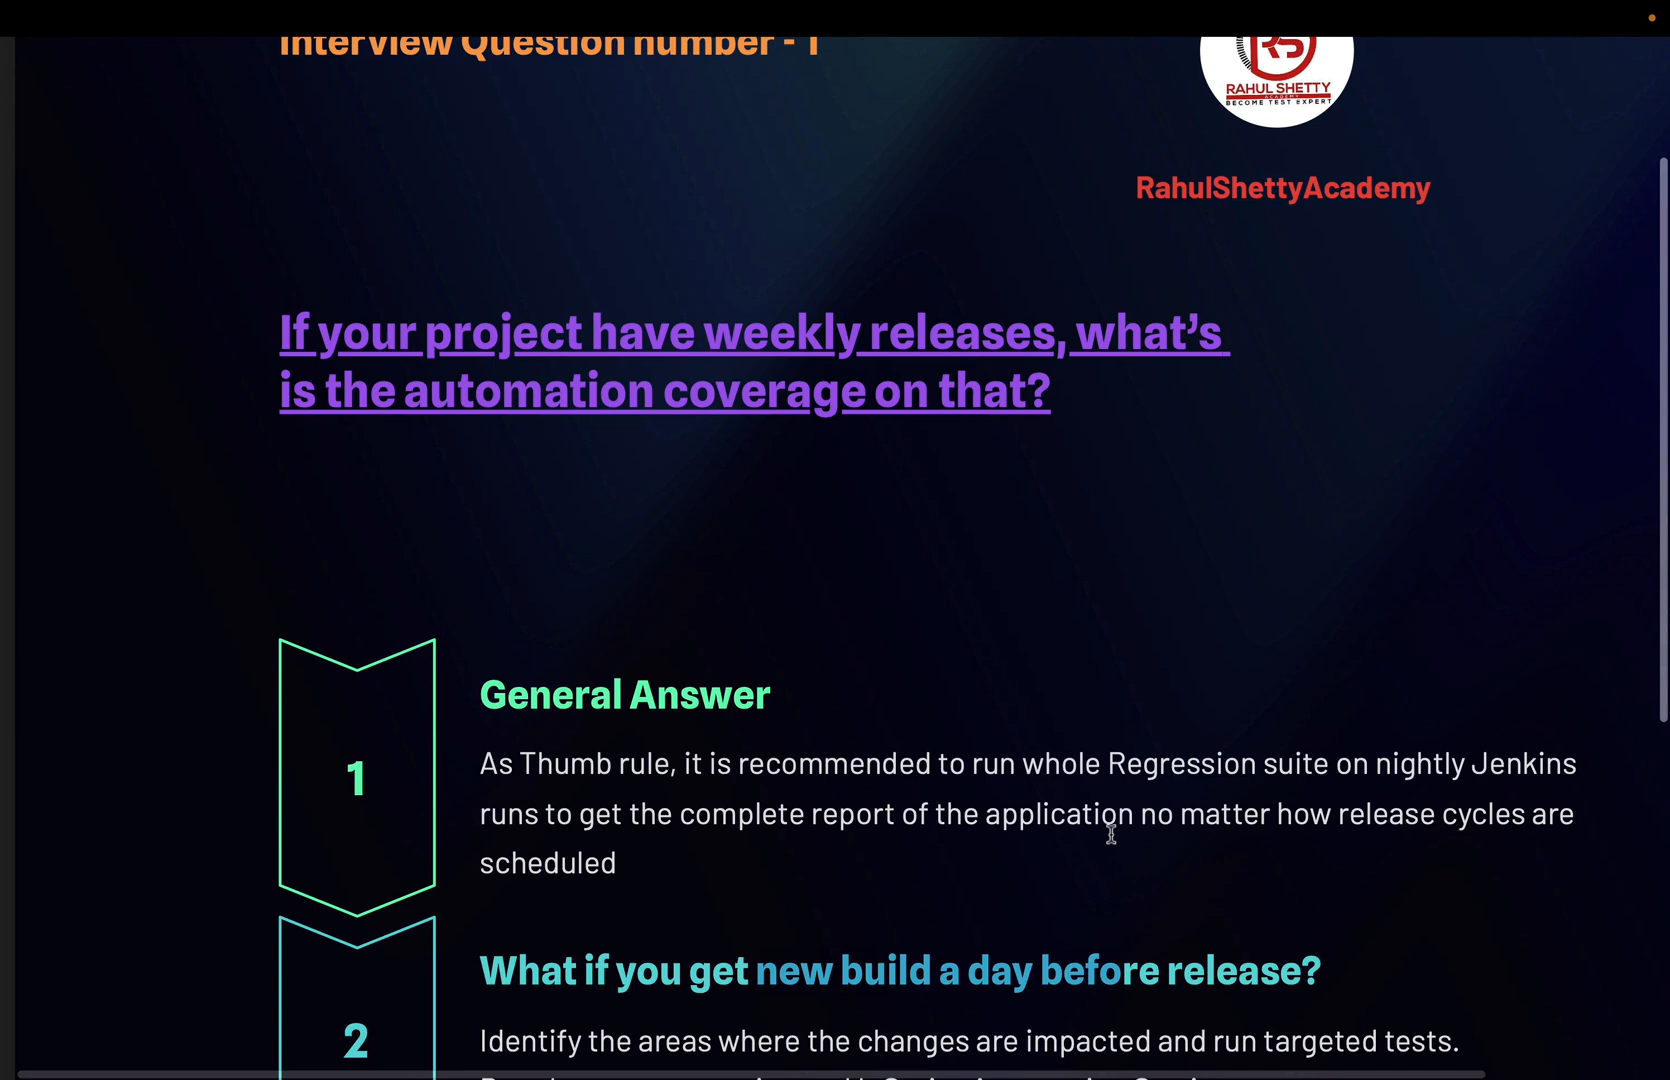 Interview Question number - 1
RS
RAHUL SHETTY
ACADEMY
BECOME TEST EXPERT
RahulShettyAcademy
If your project have weekly releases, what's
is the automation coverage on that?
1
General Answer
As Thumb rule, it is recommended to run whole Regression suite on nightly Jenkins
runs to get the complete report of the application no matter how release cycles are
scheduled
2
What if you get new build a day before release?
Identify the areas where the changes are impacted and run targeted tests.